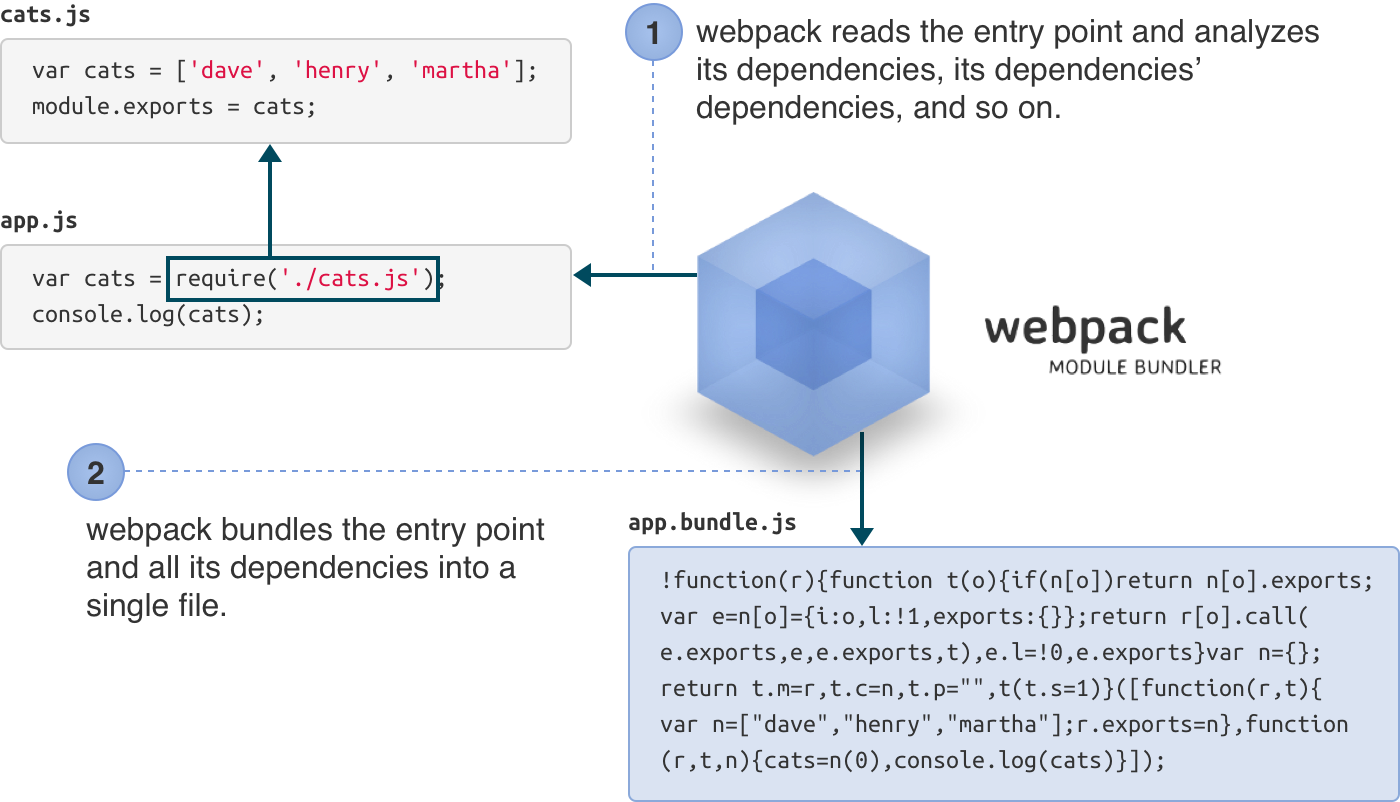 cats.js
var cats = ['dave', 'henry', 'martha'];
module.exports = cats;
1
webpack reads the entry point and analyzes
its dependencies, its dependencies’
dependencies, and so on.
app.js
var cats = require('./cats.js');
console.log(cats);
webpack
MODULE BUNDLER
2
webpack bundles the entry point
and all its dependencies into a
single file.
app.bundle.js
!function(r){function t(o){if(n[o])return n[o].exports;
var e=n[o]={i:o,l:!1,exports:{}};return r[o].call(
e.exports,e,e.exports,t),e.l=!0,e.exports}var n={};
return t.m=r,t.c=n,t.p="",t(t.s=1)}([function(r,t){
var n=["dave","henry","martha"];r.exports=n},function
(r,t,n){cats=n(0),console.log(cats)}]);